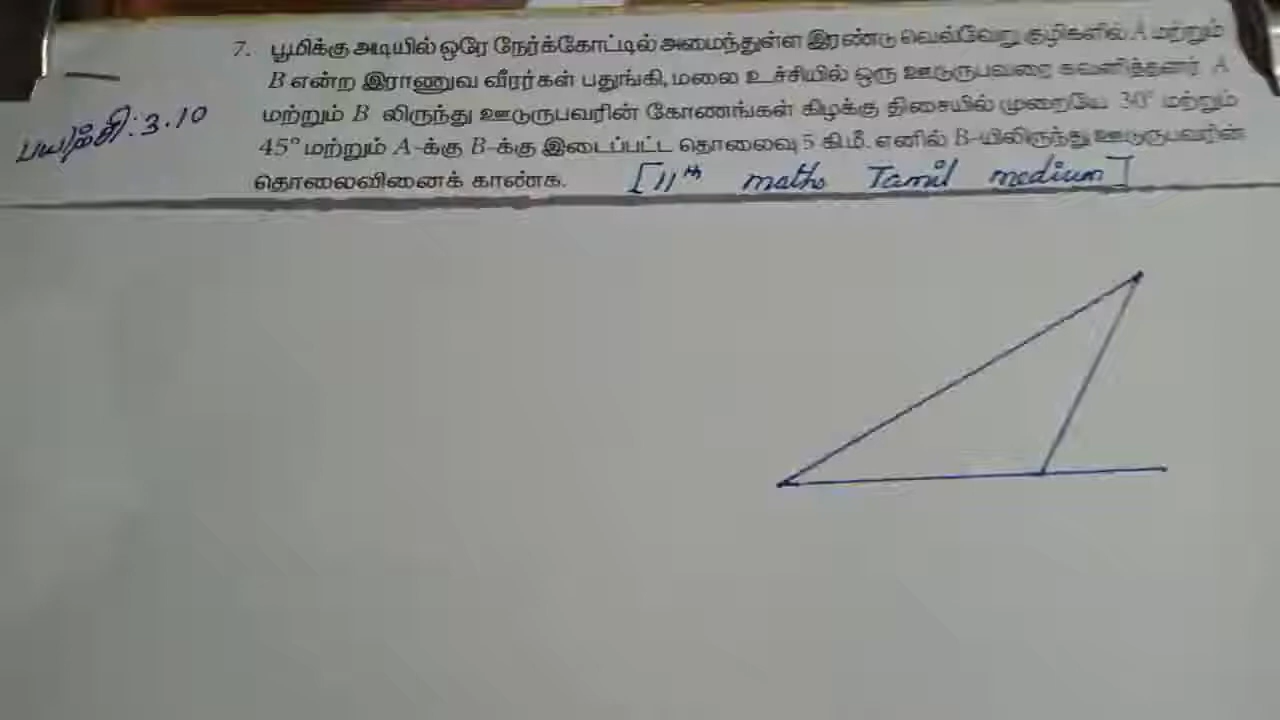 7. பூமிக்கு அடியில் ஒரே நேர்க்கோட்டில் அமைந்துள்ள இரண்டு வெவ்வேறு குழிகளில் A மற்றும்
B என்ற இராணுவ வீரர்கள் பதுங்கி, மலை உச்சியில் ஒரு ஊடுருபவரை கவனித்தனர் A
மற்றும் B லிருந்து ஊடுருபவரின் கோணங்கள் கிழக்கு திசையில் முறையே 30° மற்றும்
45° மற்றும் A-க்கு B-க்கு இடைப்பட்ட தொலைவு 5 கி.மீ. எனில் B-யிலிருந்து ஊடுருபவரின்
தொலைவினைக் காண்க. [11th maths Tamil medium]
பயிற்சி: 3.10